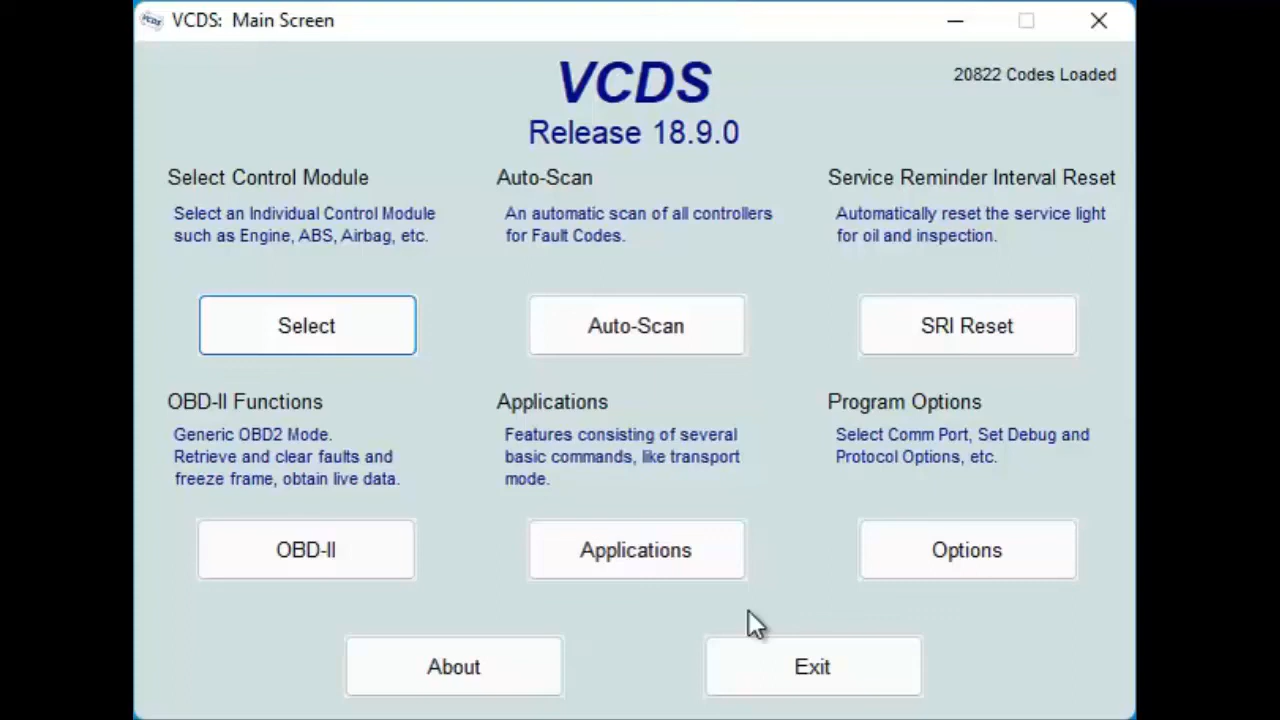 VCDS: Main Screen
VCDS
20822 Codes Loaded
Release 18.9.0
Select Control Module
Select an Individual Control Module
such as Engine, ABS, Airbag, etc.
Select
Auto-Scan
An automatic scan of all controllers
for Fault Codes.
Auto-Scan
Service Reminder Interval Reset
Automatically reset the service light
for oil and inspection.
SRI Reset
OBD-II Functions
Generic OBD2 Mode.
Retrieve and clear faults and
freeze frame, obtain live data.
OBD-II
Applications
Features consisting of several
basic commands, like transport
mode.
Applications
Program Options
Select Comm Port, Set Debug and
Protocol Options, etc.
Options
About
Exit